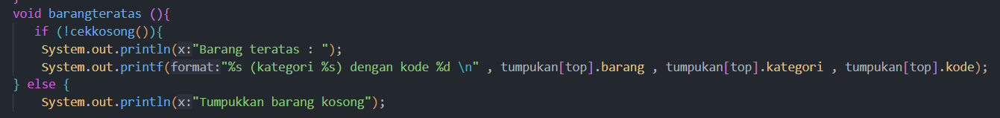 }
void barangteratas (){
if (!cekkosong()){
System.out.println(x:"Barang teratas : ");
System.out.printf(format:"%s (kategori %s) dengan kode %d \n" , tumpukan[top].barang , tumpukan[top].kategori , tumpukan[top].kode);
} else {
System.out.println(x:"Tumpukkan barang kosong");